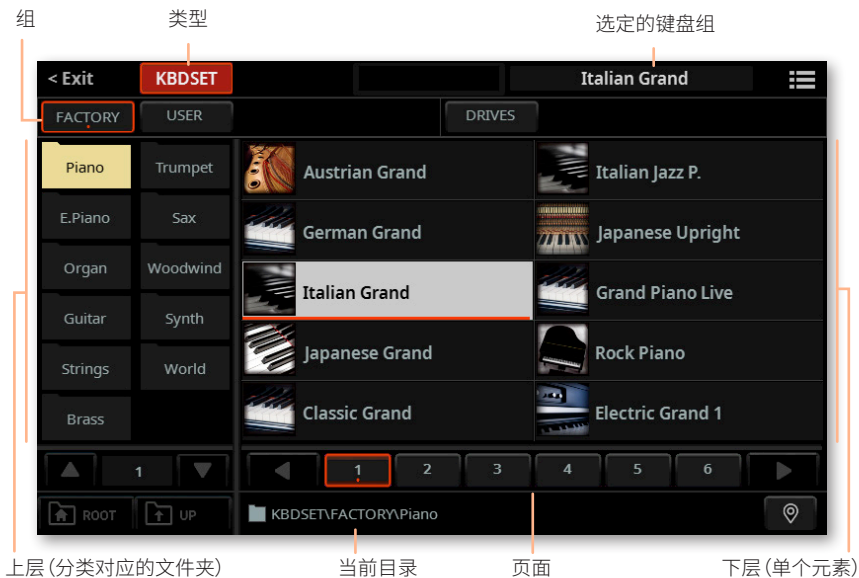 组 类型 选定的键盘组
< Exit KBDSET Italian Grand
FACTORY USER DRIVES
Piano Trumpet Austrian Grand Italian Jazz P.
E.Piano Sax German Grand Japanese Upright
Organ Woodwind Italian Grand Grand Piano Live
Guitar Synth
Strings World Japanese Grand Rock Piano
Brass Classic Grand Electric Grand 1
1 1 2 3 4 5 6
ROOT UP KBDSET\FACTORY\Piano
上层(分类对应的文件夹) 当前目录 页面 下层(单个元素)